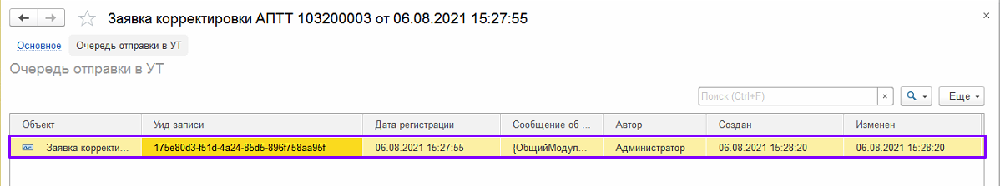 Заявка корректировки АПТТ 103200003 от 06.08.2021 15:27:55
Основное Очередь отправки в УТ
Очередь отправки в УТ
Поиск (Ctrl+F) × Еще
Объект Уид записи Дата регистрации Сообщение об ... Автор Создан Изменен
Заявка корректи... 175e80d3-f51d-4a24-85d5-896f758aa95f 06.08.2021 15:27:55 {ОбщийМодул... Администратор 06.08.2021 15:28:20 06.08.2021 15:28:20